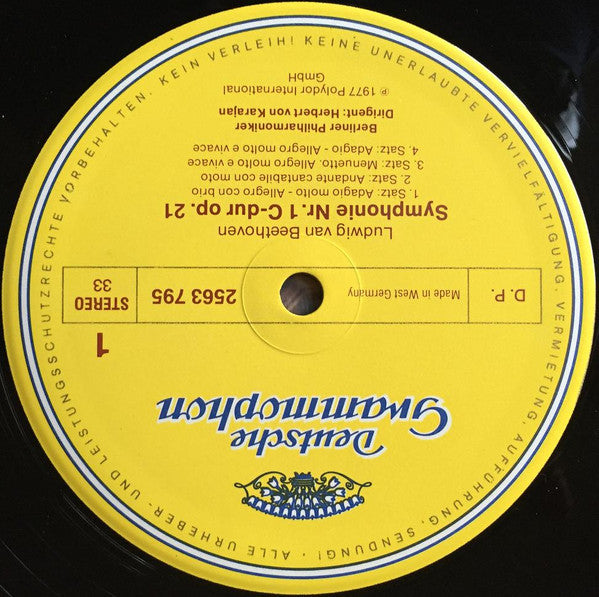 Deutsche
Grammophon
1
D. P.
Made in West Germany
2563 795
STEREO
33
Ludwig van Beethoven
Symphonie Nr. 1 C-dur op. 21
1. Satz: Adagio molto - Allegro con brio
2. Satz: Andante cantabile con moto
3. Satz: Menuetto. Allegro molto e vivace
4. Satz: Adagio - Allegro molto e vivace
Berliner Philharmoniker
Dirigent: Herbert von Karajan
℗ 1977 Polydor International
GmbH
ALLE URHEBER- UND LEISTUNGSSCHUTZRECHTE VORBEHALTEN. KEIN VERLEIH! KEINE UNERLAUBTE VERVIELFÄLTIGUNG, VERMIETUNG, AUFFÜHRUNG, SENDUNG! ·